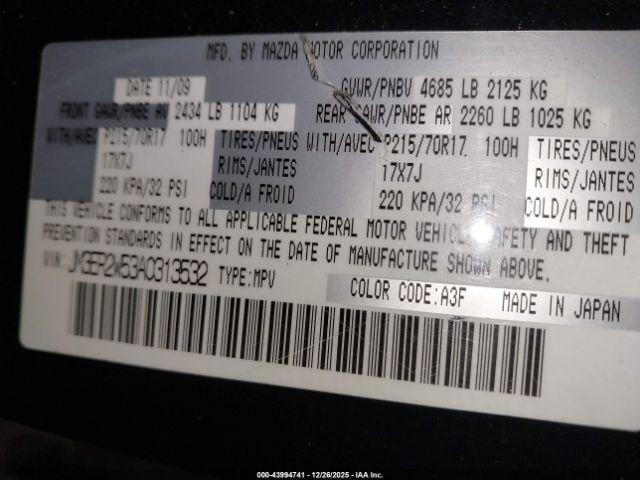 MFD. BY MAZDA MOTOR CORPORATION
DATE 11/09 GVWR/PNBV 4685 LB 2125 KG
FRONT GAWR/PNBE AV 2434 LB 1104 KG REAR GAWR/PNBE AR 2260 LB 1025 KG
WITH/AVEC P215/70R17 100H TIRES/PNEUS WITH/AVEC P215/70R17 100H TIRES/PNEUS
17X7J RIMS/JANTES 17X7J RIMS/JANTES
220 KPA/32 PSI COLD/A FROID 220 KPA/32 PSI COLD/A FROID
THIS VEHICLE CONFORMS TO ALL APPLICABLE FEDERAL MOTOR VEHICLE SAFETY AND THEFT
PREVENTION STANDARDS IN EFFECT ON THE DATE OF MANUFACTURE SHOWN ABOVE.
VIN: JM3ER2W53A0313532 TYPE:MPV
COLOR CODE:A3F MADE IN JAPAN
000-43994741 - 12/26/2025 - IAA Inc.